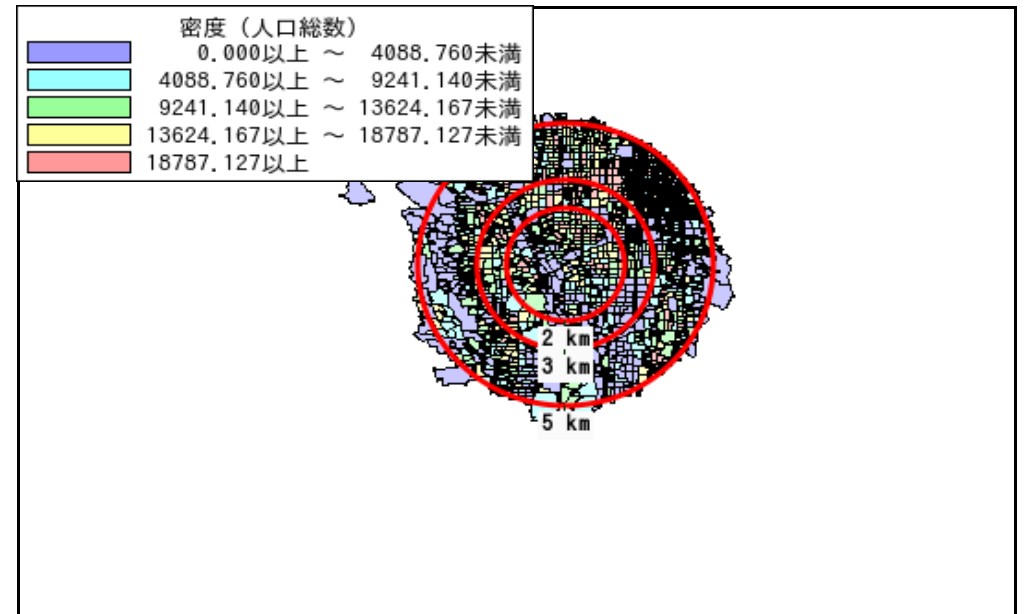 密度（人口総数）
0.000以上 ～ 4088.760未満
4088.760以上 ～ 9241.140未満
9241.140以上 ～ 13624.167未満
13624.167以上 ～ 18787.127未満
18787.127以上
2 km
3 km
5 km